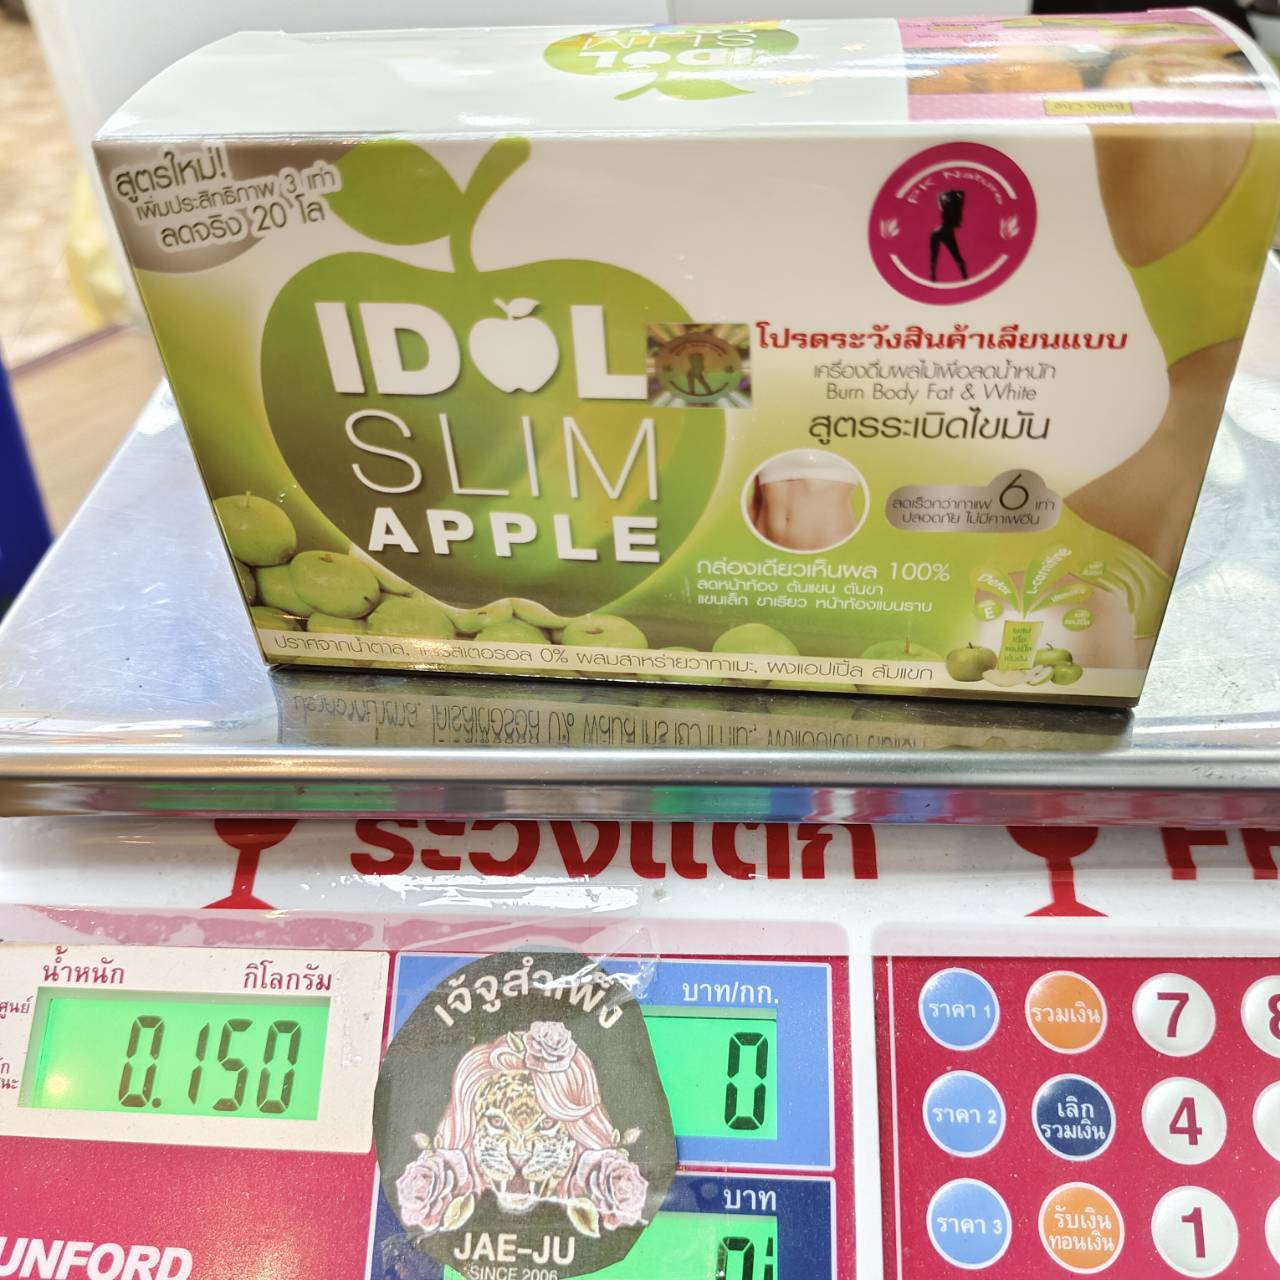 IDOL
SLIM
สูตรใหม่!
เพิ่มประสิทธิภาพ 3 เท่า
ลดจริง 20 โล
PK Nature
IDOL
SLIM
APPLE
โปรดระวังสินค้าเลียนแบบ
เครื่องดื่มผลไม้เพื่อลดน้ำหนัก
Burn Body Fat & White
สูตรระเบิดไขมัน
ลดเร็วกว่ากาแฟ 6 เท่า
ปลอดภัย ไม่มีคาเฟอีน
กล่องเดียวเห็นผล 100%
ลดหน้าท้อง ต้นแขน ต้นขา
แขนเล็ก ขาเรียว หน้าท้องแบนราบ
Detox
L-carnitine
E
ปราศจากน้ำตาล, คอเรสเตอรอล 0% ผสมสาหร่ายวากาเมะ, ผงแอปเปิ้ล ส้มแขก
ระวังแตก
น้ำหนัก กิโลกรัม
ศูนย์
0.150
เจ้จูสำเพ็ง
JAE-JU
SINCE 2006
บาท/กก.
0
บาท
0
ราคา 1 รวมเงิน 7 8
ราคา 2 เลิกรวมเงิน 4
ราคา 3 รับเงินทอนเงิน 1
UNFORD